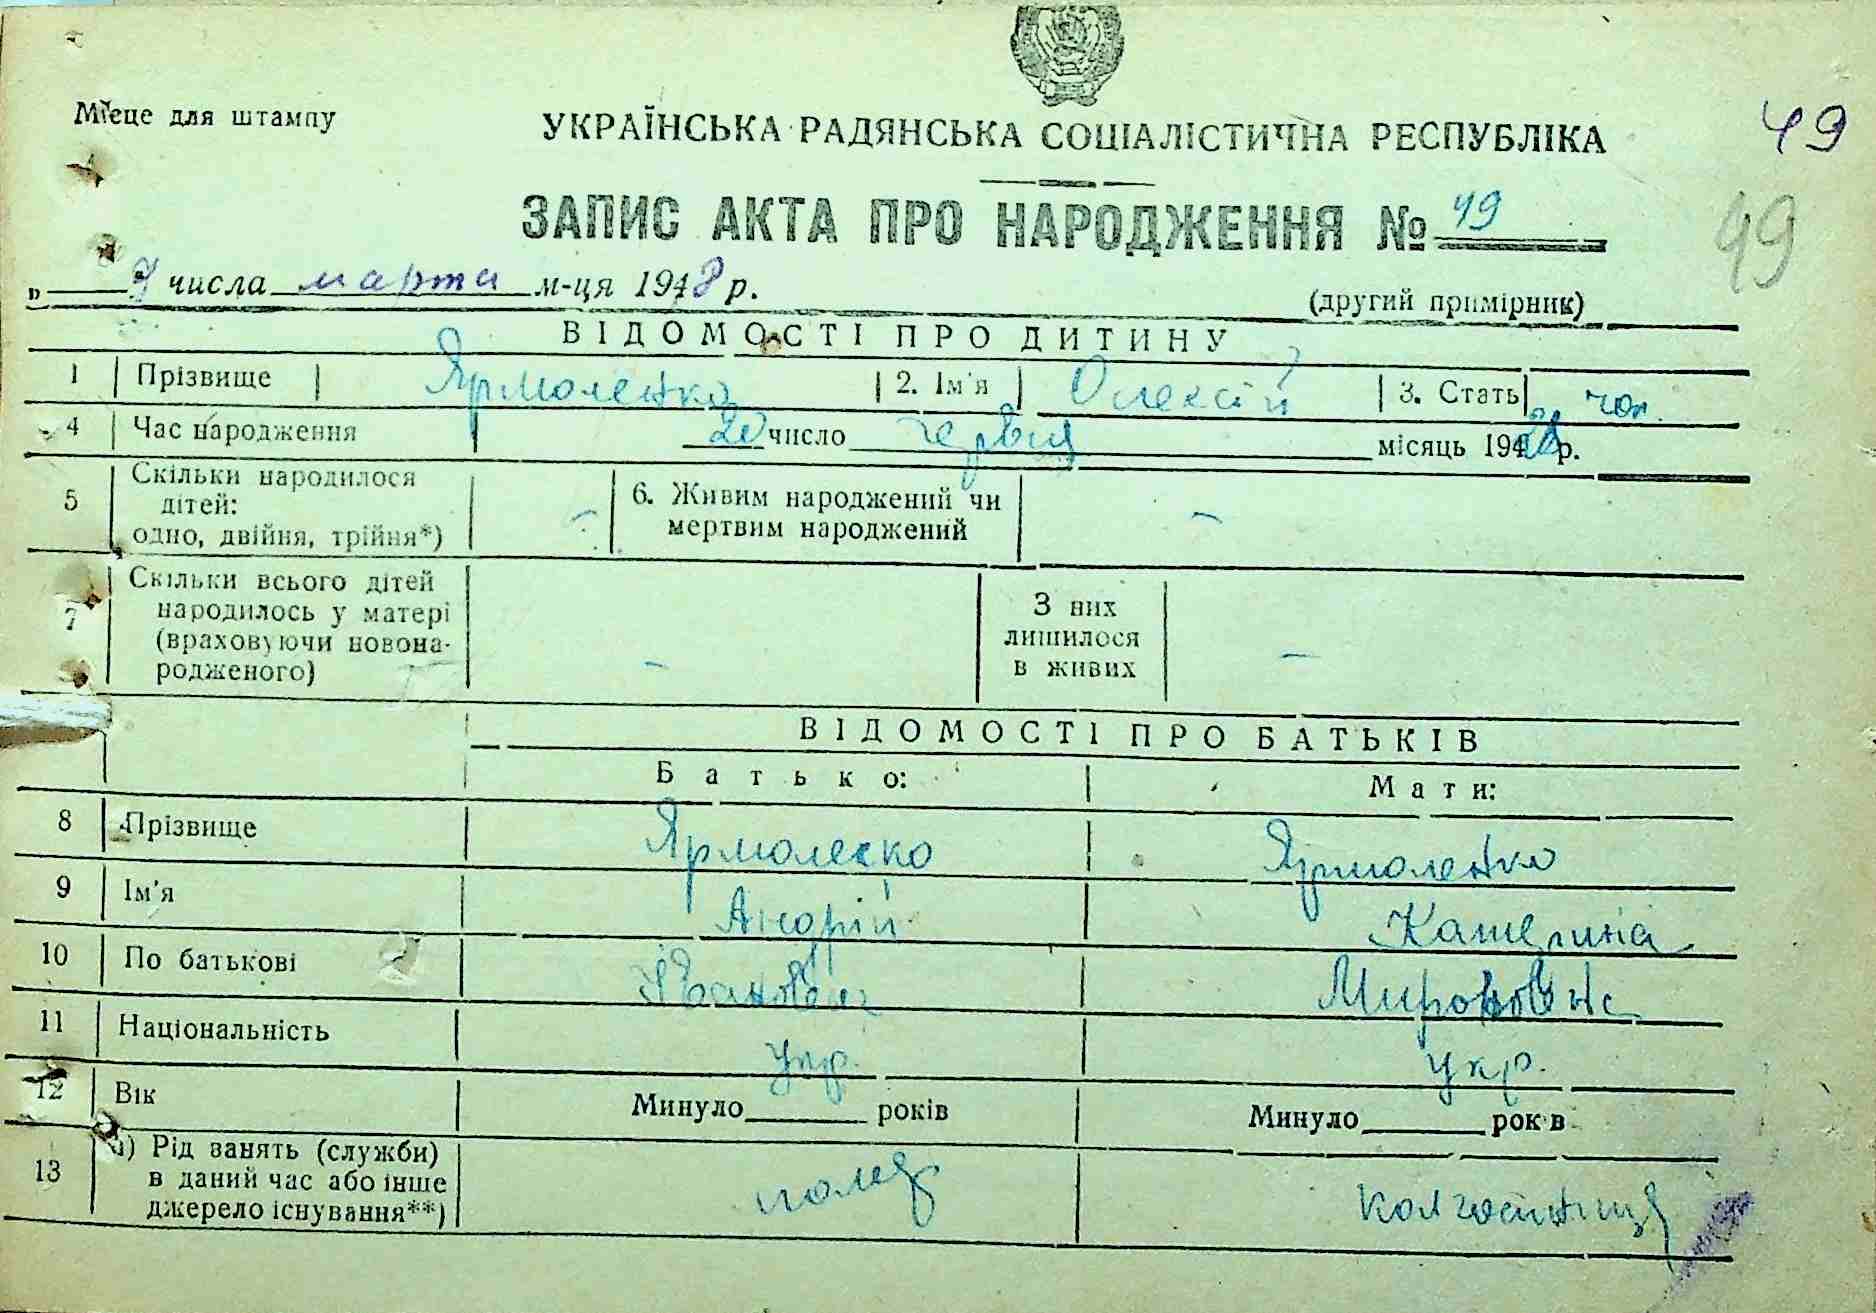 Місце для штампу
УКРАЇНСЬКА РАДЯНСЬКА СОЦІАЛІСТИЧНА РЕСПУБЛІКА
49
ЗАПИС АКТА ПРО НАРОДЖЕННЯ № 49
49
числа марта м-ця 1948 р.
(другий примірник)
ВІДОМОСТІ ПРО ДИТИНУ
1 Прізвище Ярмоленко 2. Ім'я Олексій 3. Стать чол.
4 Час народження 20 число червня місяць 1928 р.
5 Скільки народилося дітей: одно, двійня, трійня*) – 6. Живим народжений чи мертвим народжений –
7 Скільки всього дітей народилось у матері (враховуючи новонародженого) – З них лишилося в живих –
ВІДОМОСТІ ПРО БАТЬКІВ
Батько: Мати:
8 Прізвище Ярмоленко Ярмоленко
9 Ім'я Андрій Катерина
10 По батькові Іванович Миронівна
11 Національність укр. укр.
12 Вік Минуло років Минуло років
13 а) Рід занять (служби) в даний час або інше джерело існування**) помер колгоспниця